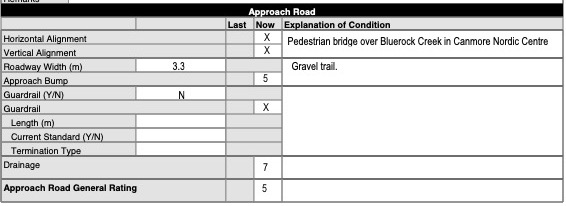 Approach Road
Last Now Explanation of Condition
Horizontal Alignment X Pedestrian bridge over Bluerock Creek in Canmore Nordic Centre
Vertical Alignment X
Roadway Width (m) 3.3 Gravel trail.
Approach Bump 5
Guardrail (Y/N) N
Guardrail X
Length (m)
Current Standard (Y/N)
Termination Type
Drainage 7
Approach Road General Rating 5